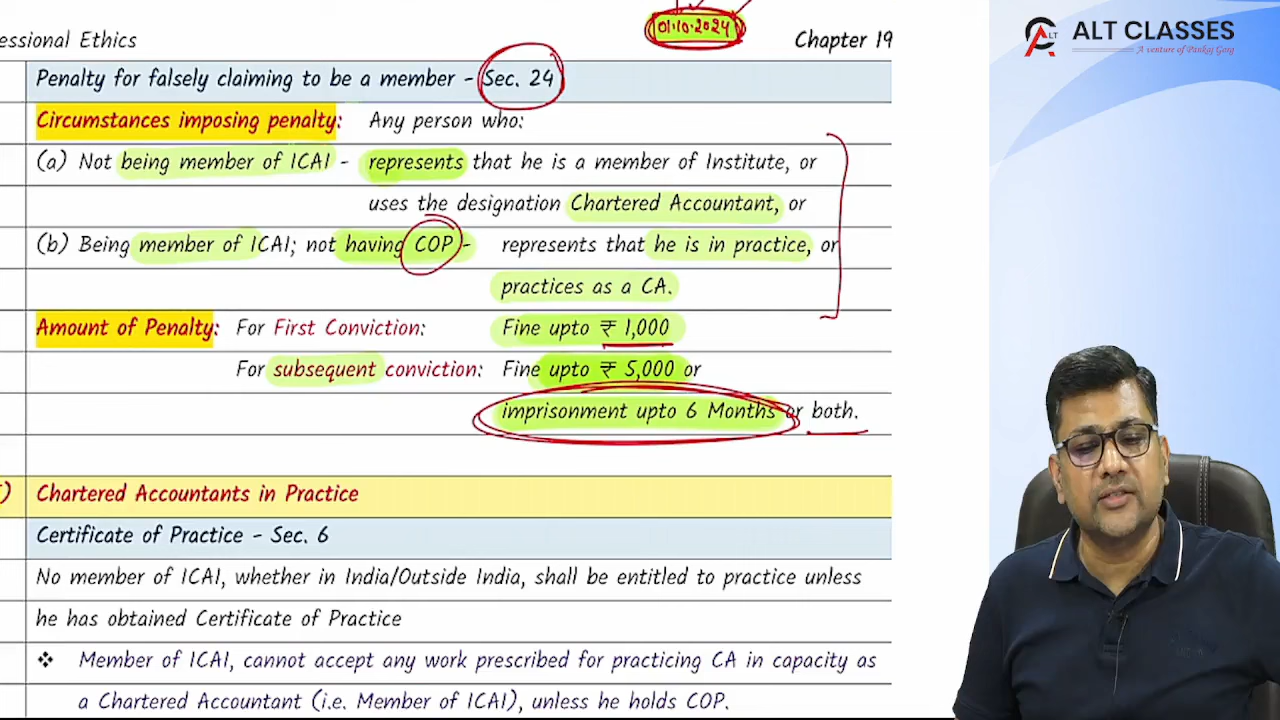 01.10.2024
essional Ethics
Chapter 19
ALT CLASSES
A venture of Pankaj Garg
Penalty for falsely claiming to be a member - Sec. 24
Circumstances imposing penalty: Any person who:
(a) Not being member of ICAI - represents that he is a member of Institute, or
uses the designation Chartered Accountant, or
(b) Being member of ICAI; not having COP - represents that he is in practice, or
practices as a CA.
Amount of Penalty: For First Conviction: Fine upto ₹ 1,000
For subsequent conviction: Fine upto ₹ 5,000 or
imprisonment upto 6 Months or both.
Chartered Accountants in Practice
Certificate of Practice - Sec. 6
No member of ICAI, whether in India/Outside India, shall be entitled to practice unless
he has obtained Certificate of Practice
❖ Member of ICAI, cannot accept any work prescribed for practicing CA in capacity as
a Chartered Accountant (i.e. Member of ICAI), unless he holds COP.